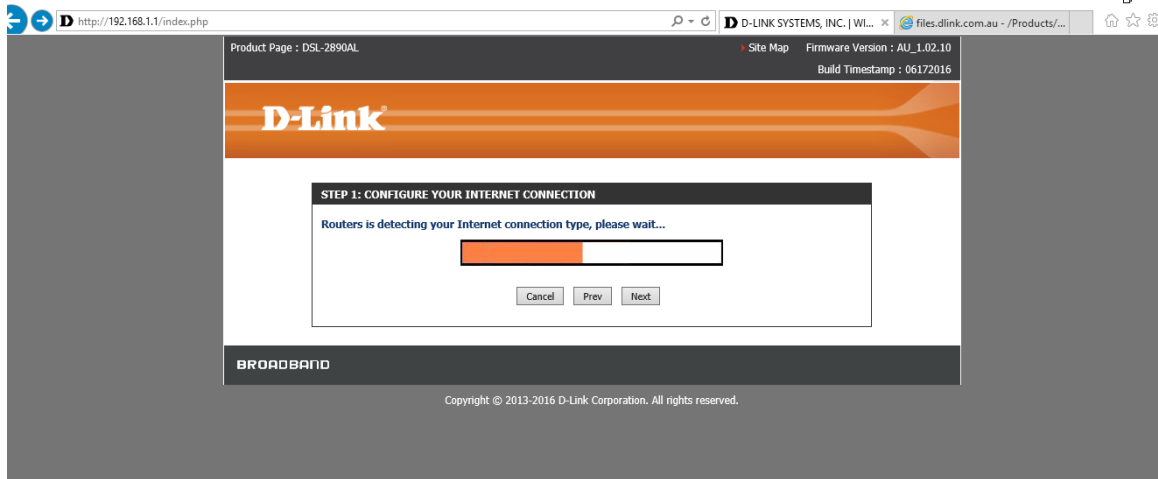 http://192.168.1.1/index.php
D-LINK SYSTEMS, INC. | WI...
files.dlink.com.au - /Products/...
Product Page : DSL-2890AL
Site Map
Firmware Version : AU_1.02.10
Build Timestamp : 06172016
D-Link®
STEP 1: CONFIGURE YOUR INTERNET CONNECTION
Routers is detecting your Internet connection type, please wait...
Cancel
Prev
Next
BROADBAND
Copyright © 2013-2016 D-Link Corporation. All rights reserved.